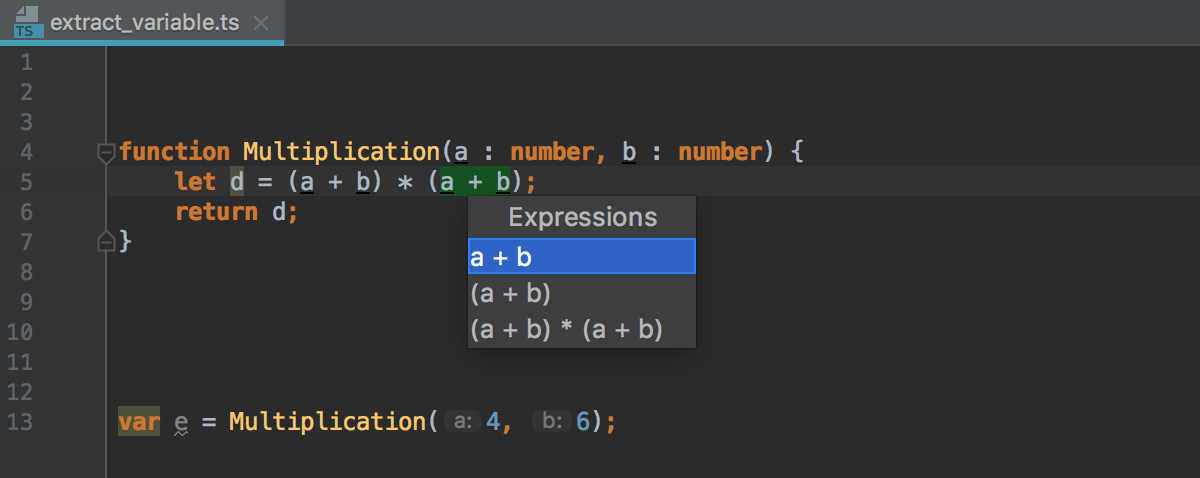 TS extract_variable.ts ×
1
2
3
4 function Multiplication(a : number, b : number) {
5 let d = (a + b) * (a + b);
6 return d;
Expressions
7 }
a + b
8
(a + b)
9
(a + b) * (a + b)
10
11
12
13 var e = Multiplication( a: 4, b: 6);